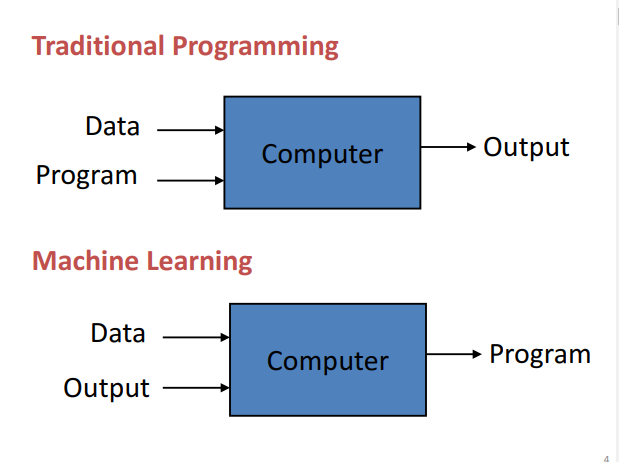 Traditional Programming
Data
Program
Computer
Output
Machine Learning
Data
Output
Computer
Program
4